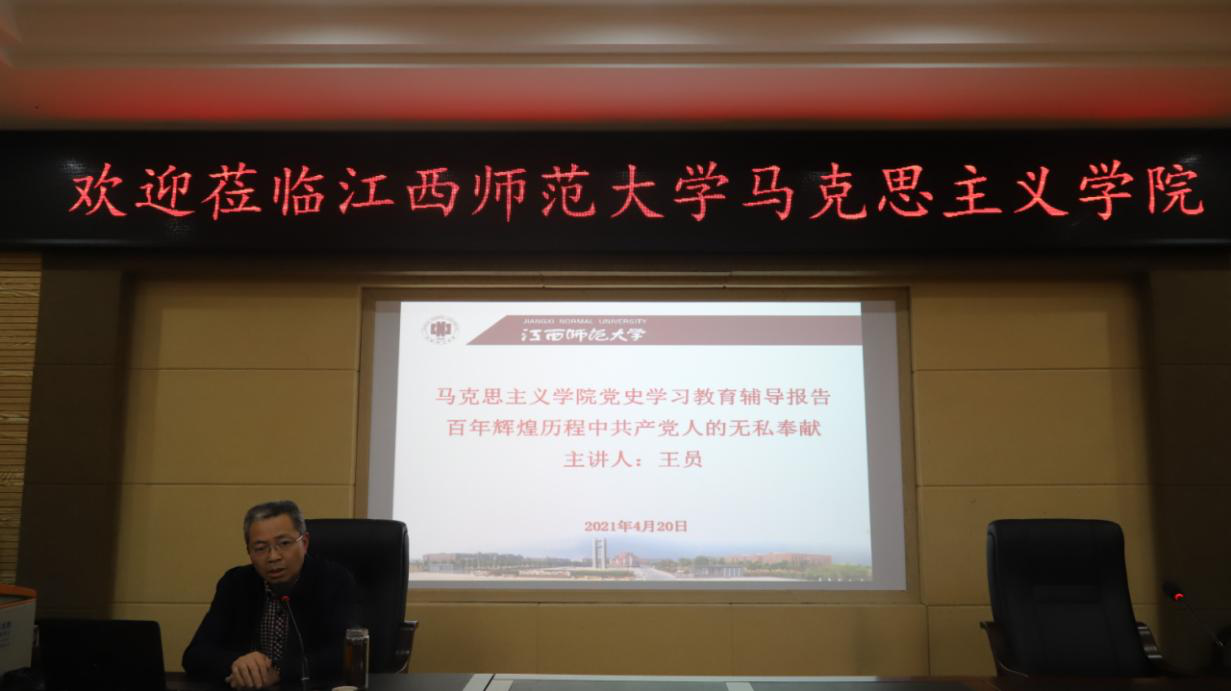 欢迎莅临江西师范大学马克思主义学院
JIANGXI NORMAL UNIVERSITY
江西师范大学
马克思主义学院党史学习教育辅导报告
百年辉煌历程中共产党人的无私奉献
主讲人：王员
2021年4月20日